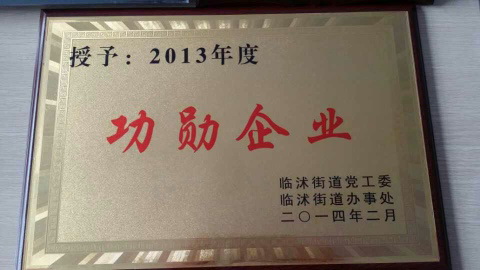 授予：2013年度
功勋企业
临沭街道党工委
临沭街道办事处
二〇一四年二月